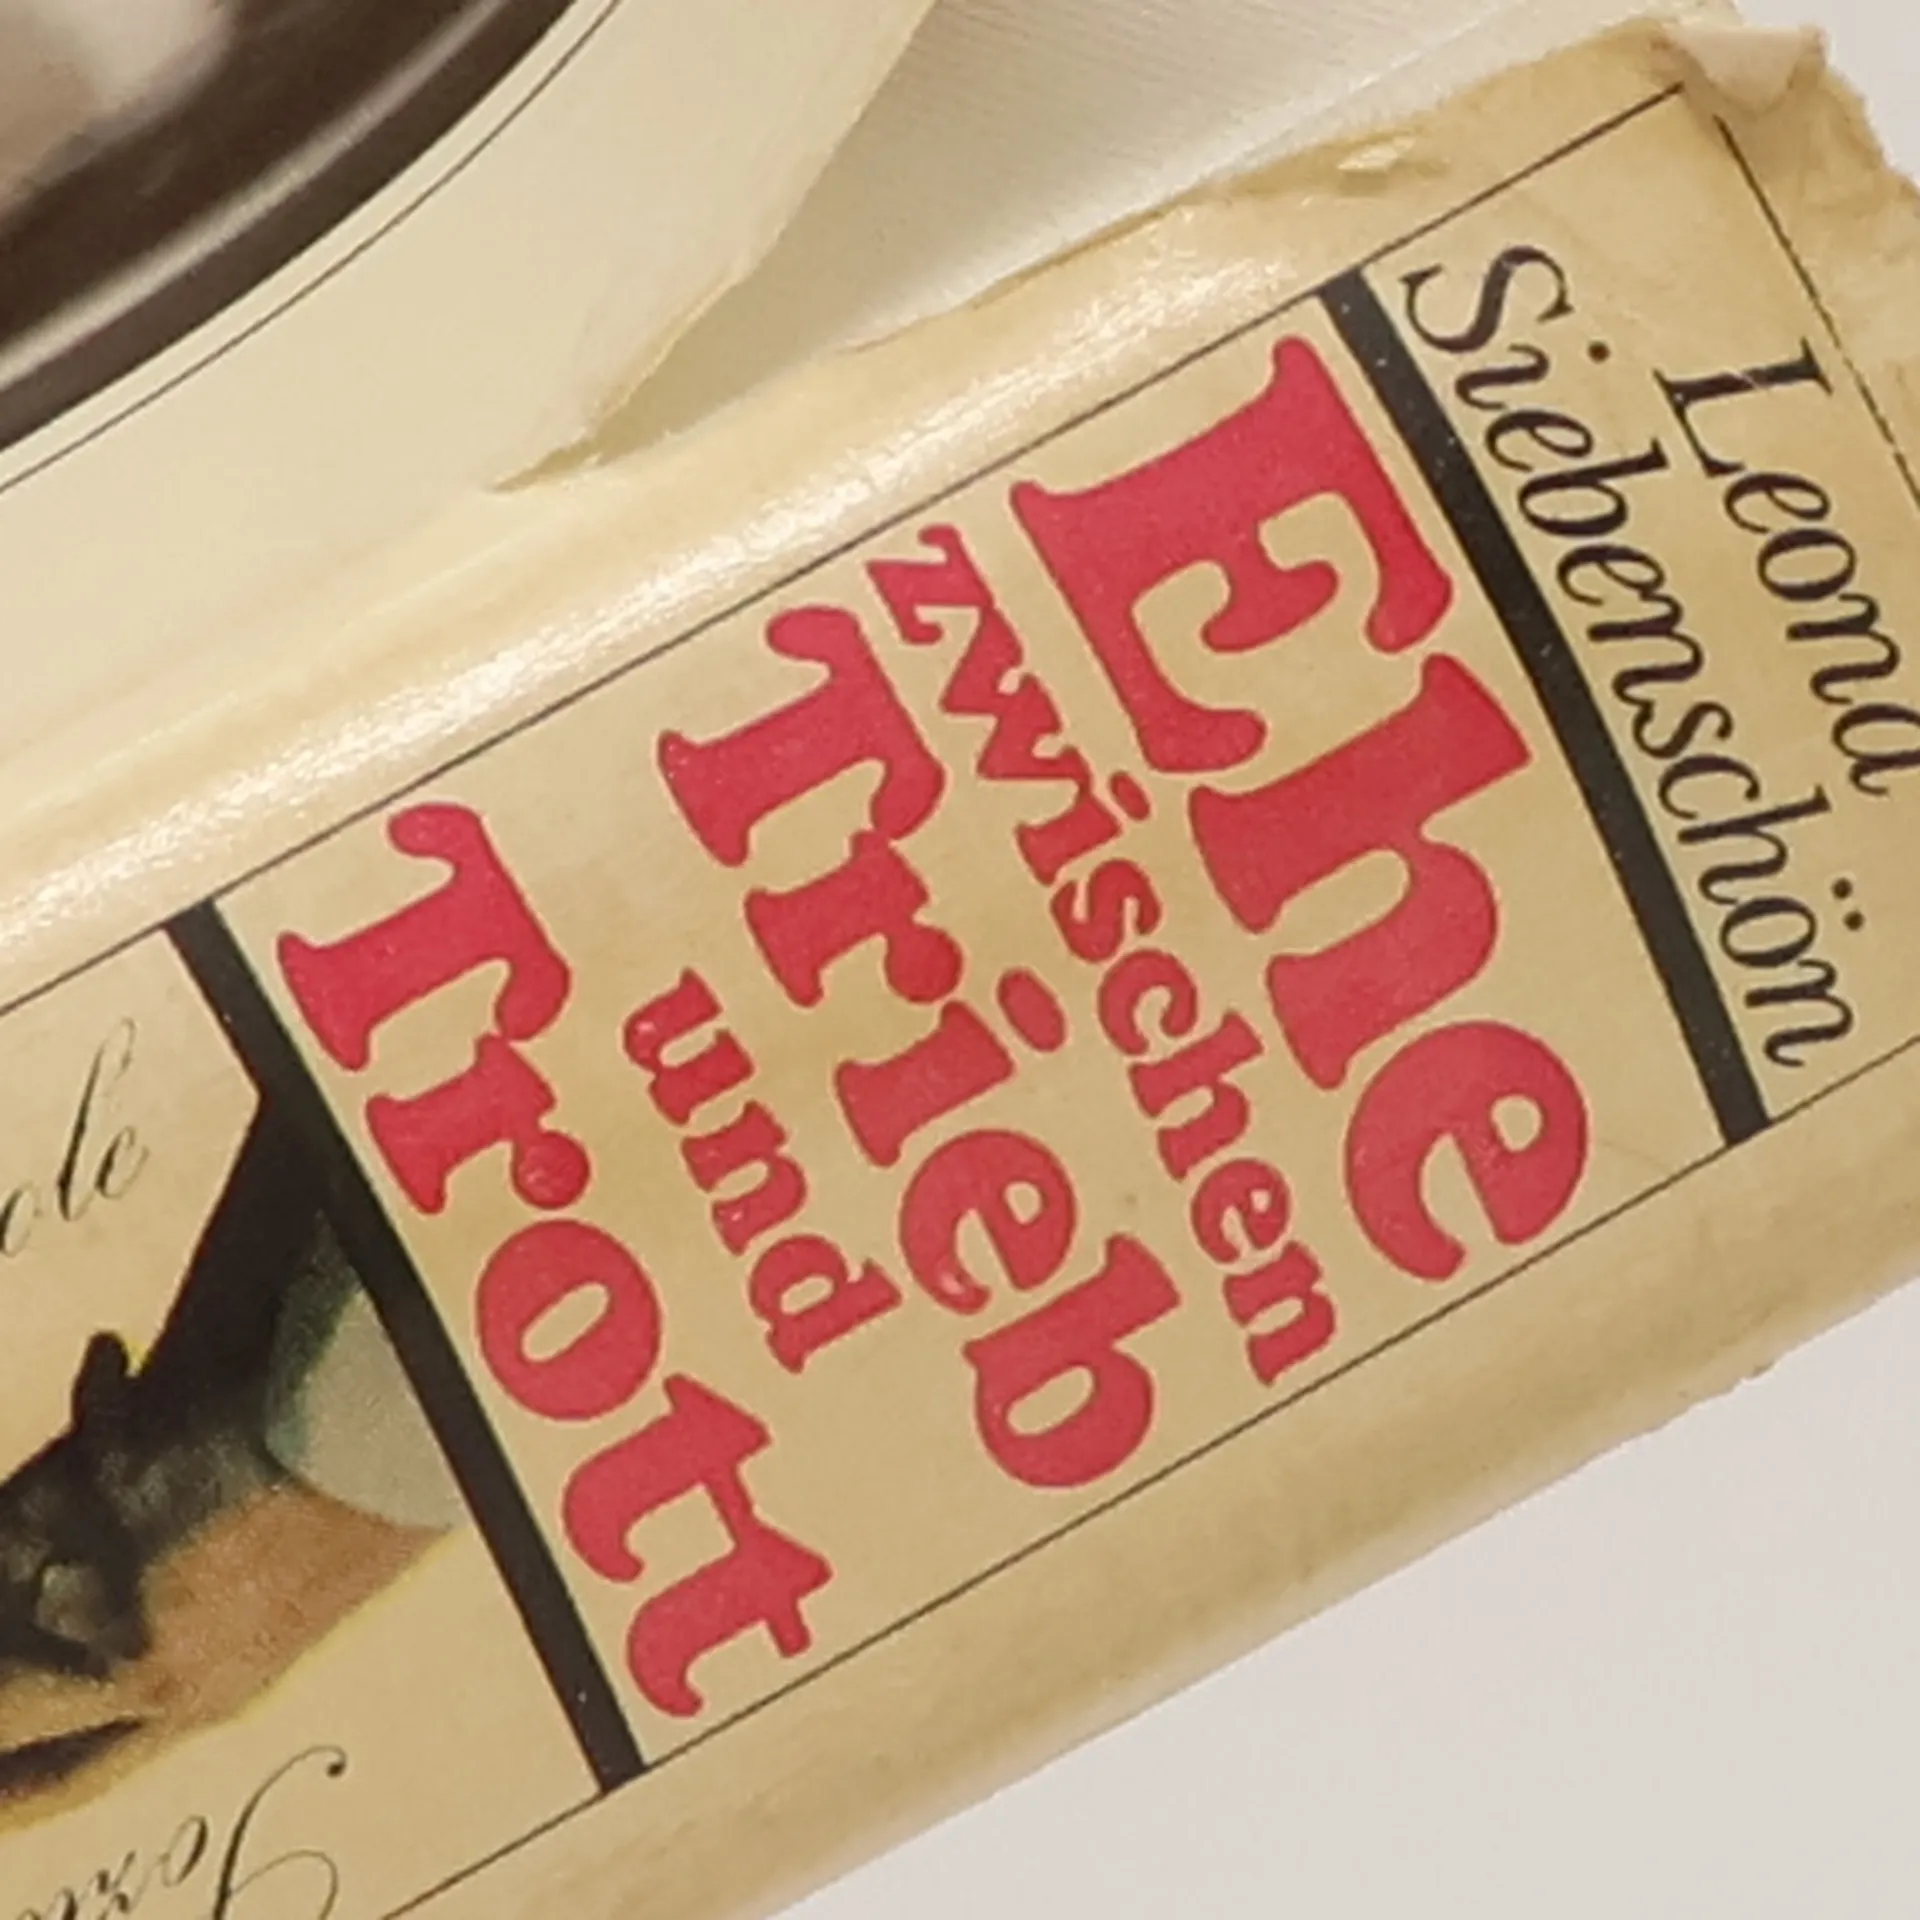 Leona
Siebenschön
Ehe
zwischen
Trieb
und
Trott